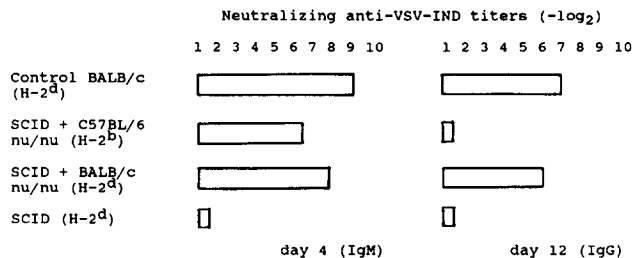 Neutralizing anti-VSV-IND titers (-log2)
1 2 3 4 5 6 7 8 9 10 1 2 3 4 5 6 7 8 9 10
Control BALB/c
(H-2d)
SCID + C57BL/6
nu/nu (H-2b)
SCID + BALB/c
nu/nu (H-2d)
SCID (H-2d)
day 4 (IgM) day 12 (IgG)